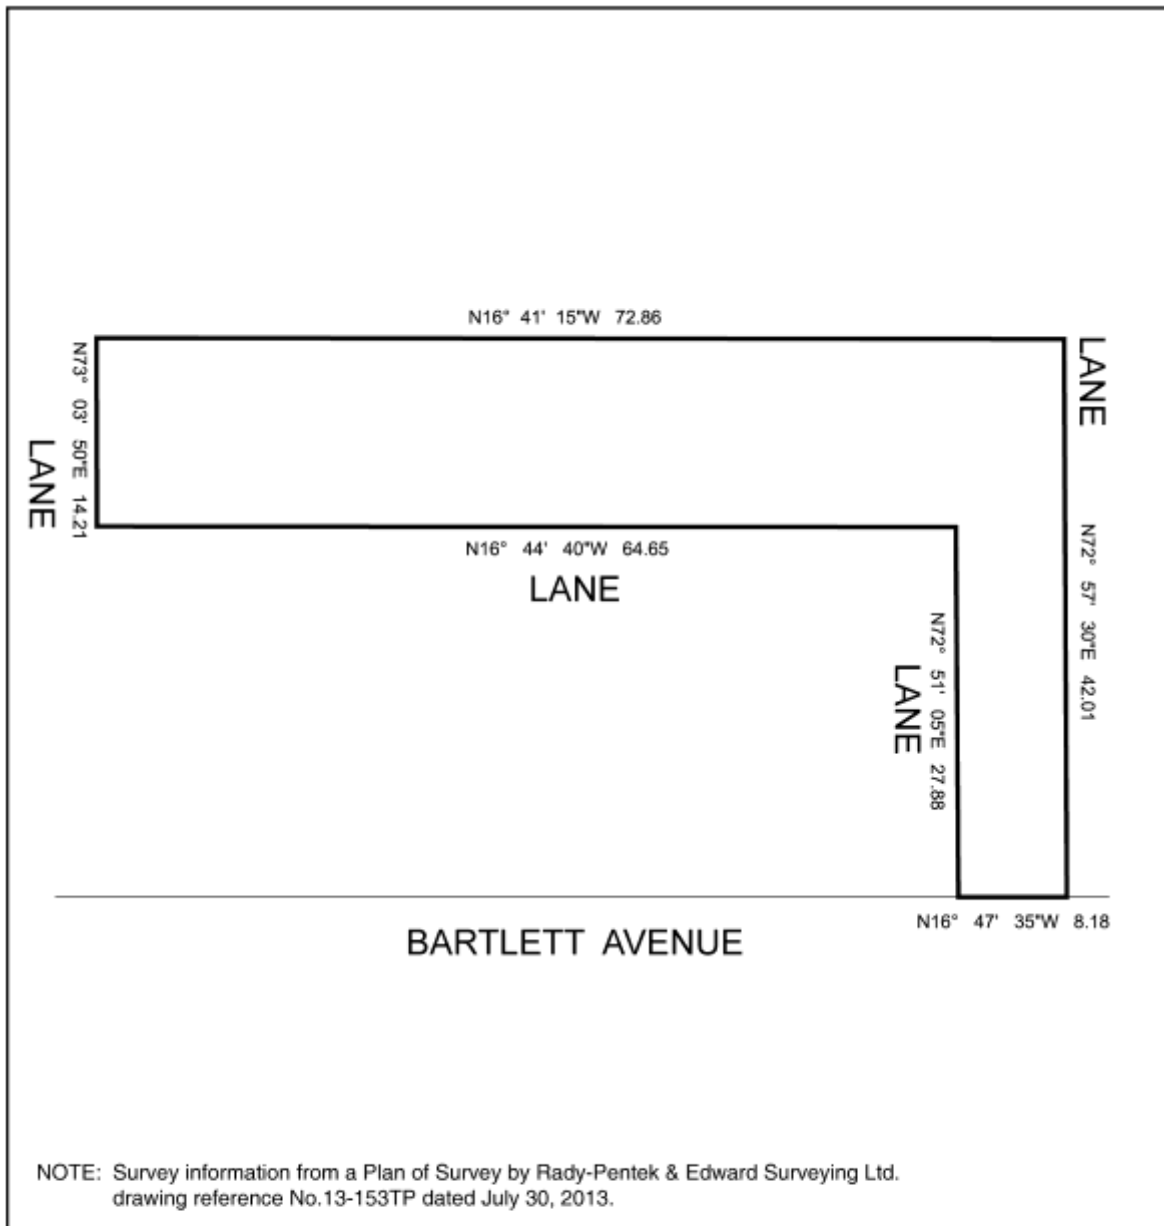 N16° 41' 15"W 72.86
LANE
N73° 03' 50"E 14.21
LANE
N16° 44' 40"W 64.65
LANE
N72° 57' 30"E 42.01
N72° 51' 05"E 27.88
LANE
N16° 47' 35"W 8.18
BARTLETT AVENUE
NOTE: Survey information from a Plan of Survey by Rady-Pentek & Edward Surveying Ltd.
drawing reference No.13-153TP dated July 30, 2013.